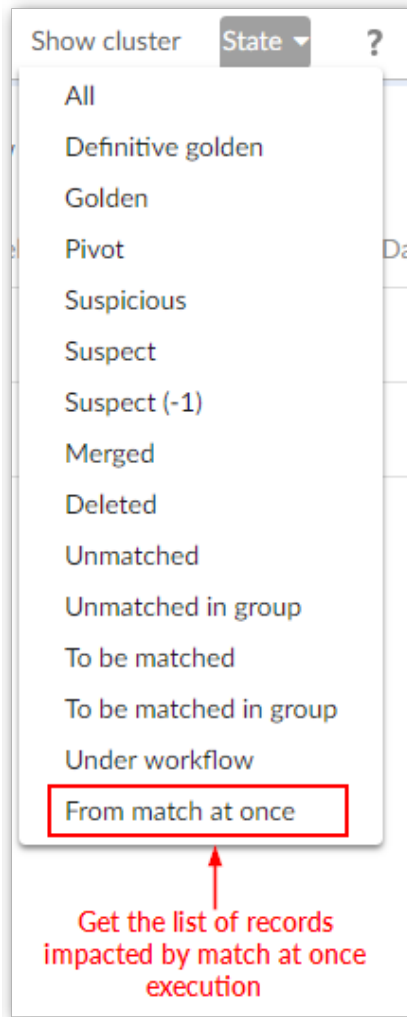 Show cluster State ?
All
Definitive golden
Golden
Pivot
Da
Suspicious
Suspect
Suspect (-1)
Merged
Deleted
Unmatched
Unmatched in group
To be matched
To be matched in group
Under workflow
From match at once
Get the list of records
impacted by match at once
execution